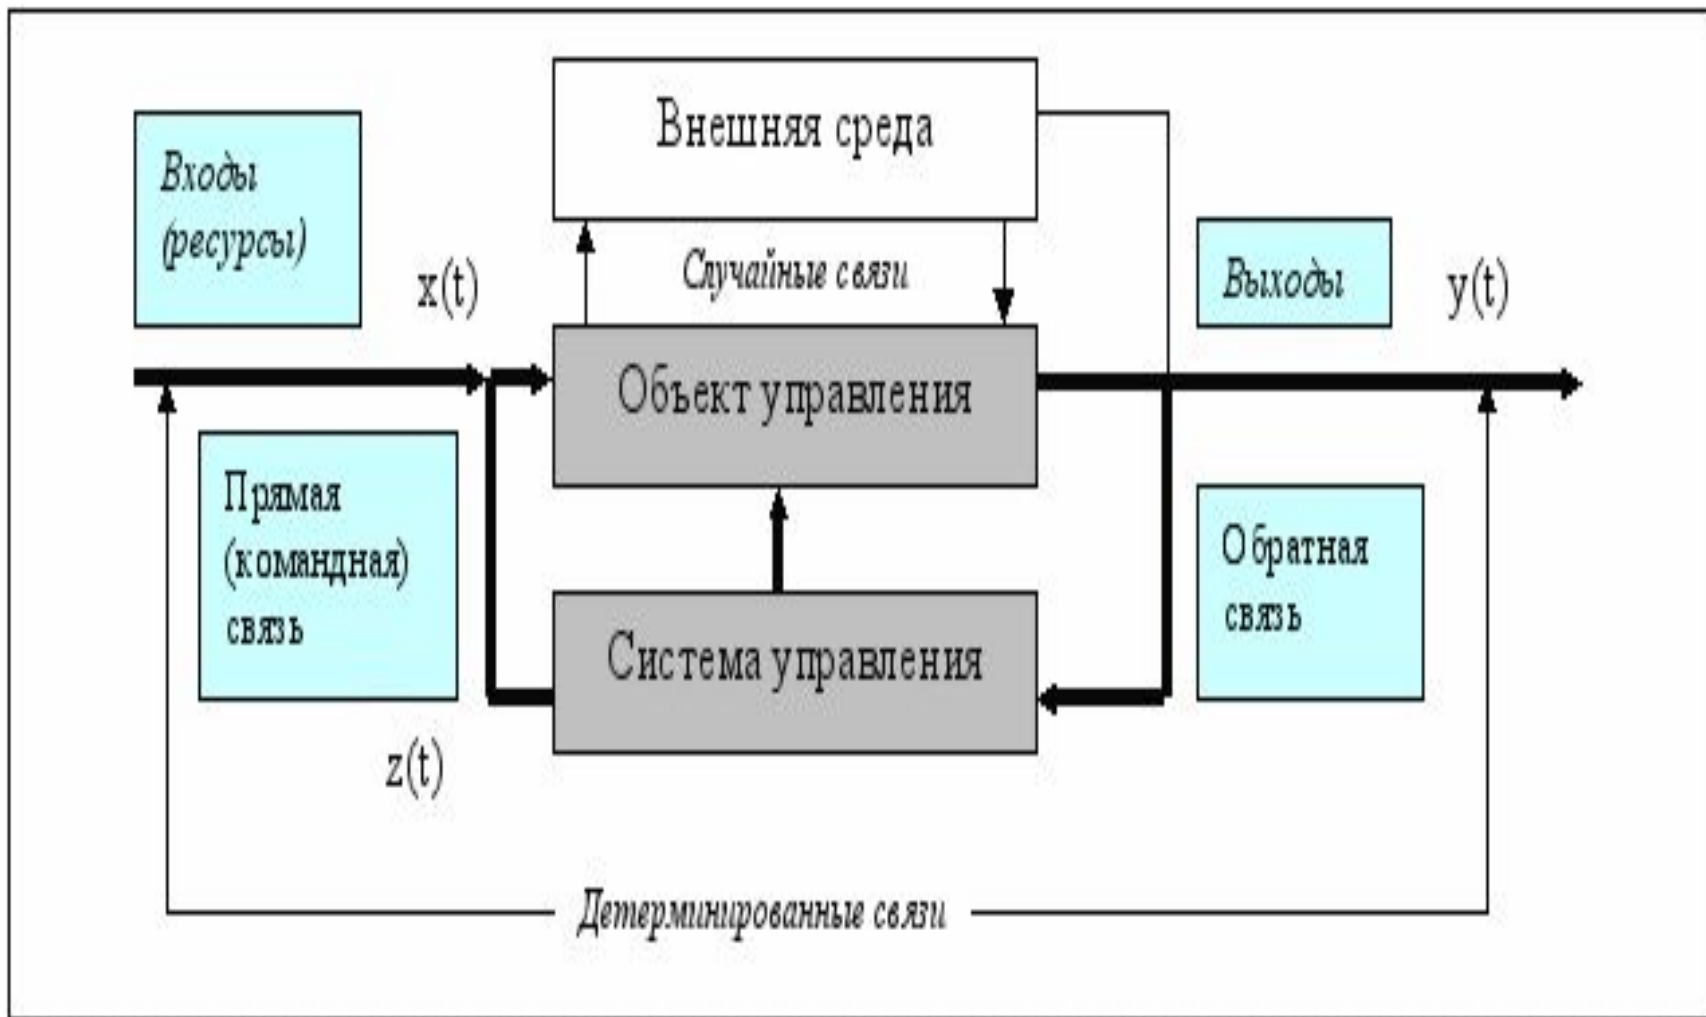 Внешняя среда
Входы
(ресурсы)
x(t)
Случайные связи
Выходы
y(t)
Объект управления
Прямая
(командная)
связь
Обратная
связь
Система управления
z(t)
Детерминированные связи